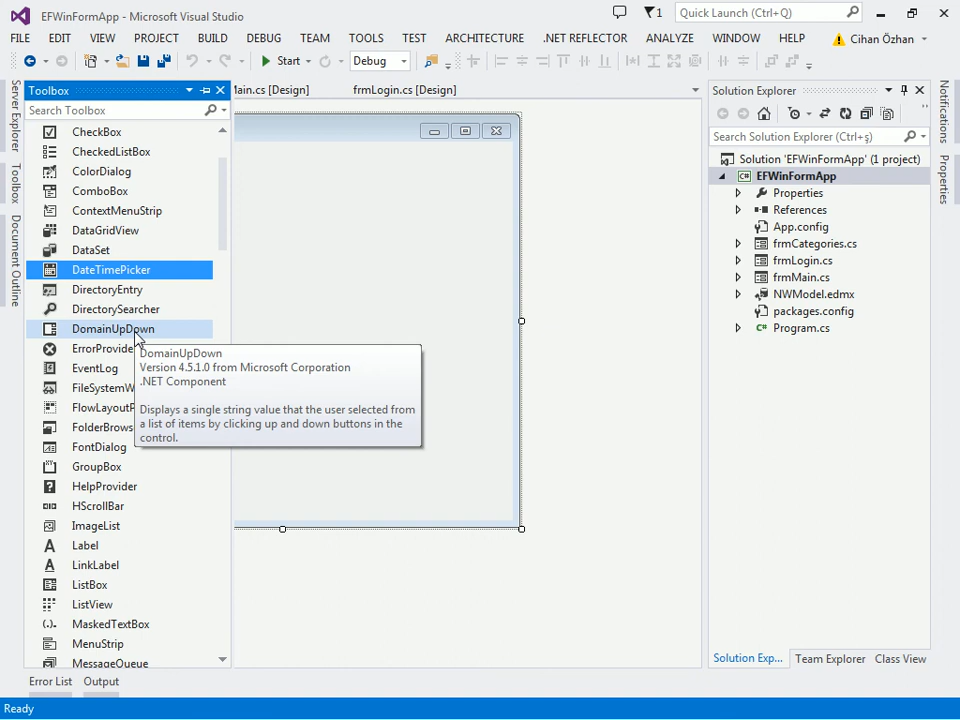 EFWinFormApp - Microsoft Visual Studio
1
Quick Launch (Ctrl+Q)
FILE EDIT VIEW PROJECT BUILD DEBUG TEAM TOOLS TEST ARCHITECTURE .NET REFLECTOR ANALYZE WINDOW HELP Cihan Özhan
Start Debug
Server Explorer
Toolbox
Document Outline
Toolbox
Search Toolbox
CheckBox
CheckedListBox
ColorDialog
ComboBox
ContextMenuStrip
DataGridView
DataSet
DateTimePicker
DirectoryEntry
DirectorySearcher
DomainUpDown
ErrorProvide
EventLog
FileSystemW
FlowLayoutP
FolderBrows
FontDialog
GroupBox
HelpProvider
HScrollBar
ImageList
Label
LinkLabel
ListBox
ListView
MaskedTextBox
MenuStrip
MessageQueue
DomainUpDown
Version 4.5.1.0 from Microsoft Corporation
.NET Component
Displays a single string value that the user selected from
a list of items by clicking up and down buttons in the
control.
Main.cs [Design] frmLogin.cs [Design]
Solution Explorer
Search Solution Explorer (Ctrl+ş)
Solution 'EFWinFormApp' (1 project)
EFWinFormApp
Properties
References
App.config
frmCategories.cs
frmLogin.cs
frmMain.cs
NWModel.edmx
packages.config
Program.cs
Solution Exp... Team Explorer Class View
Notifications
Properties
Error List Output
Ready